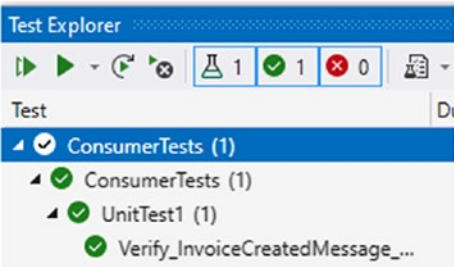 Test Explorer
1 1 0
Test Du
ConsumerTests (1)
ConsumerTests (1)
UnitTest1 (1)
Verify_InvoiceCreatedMessage_...